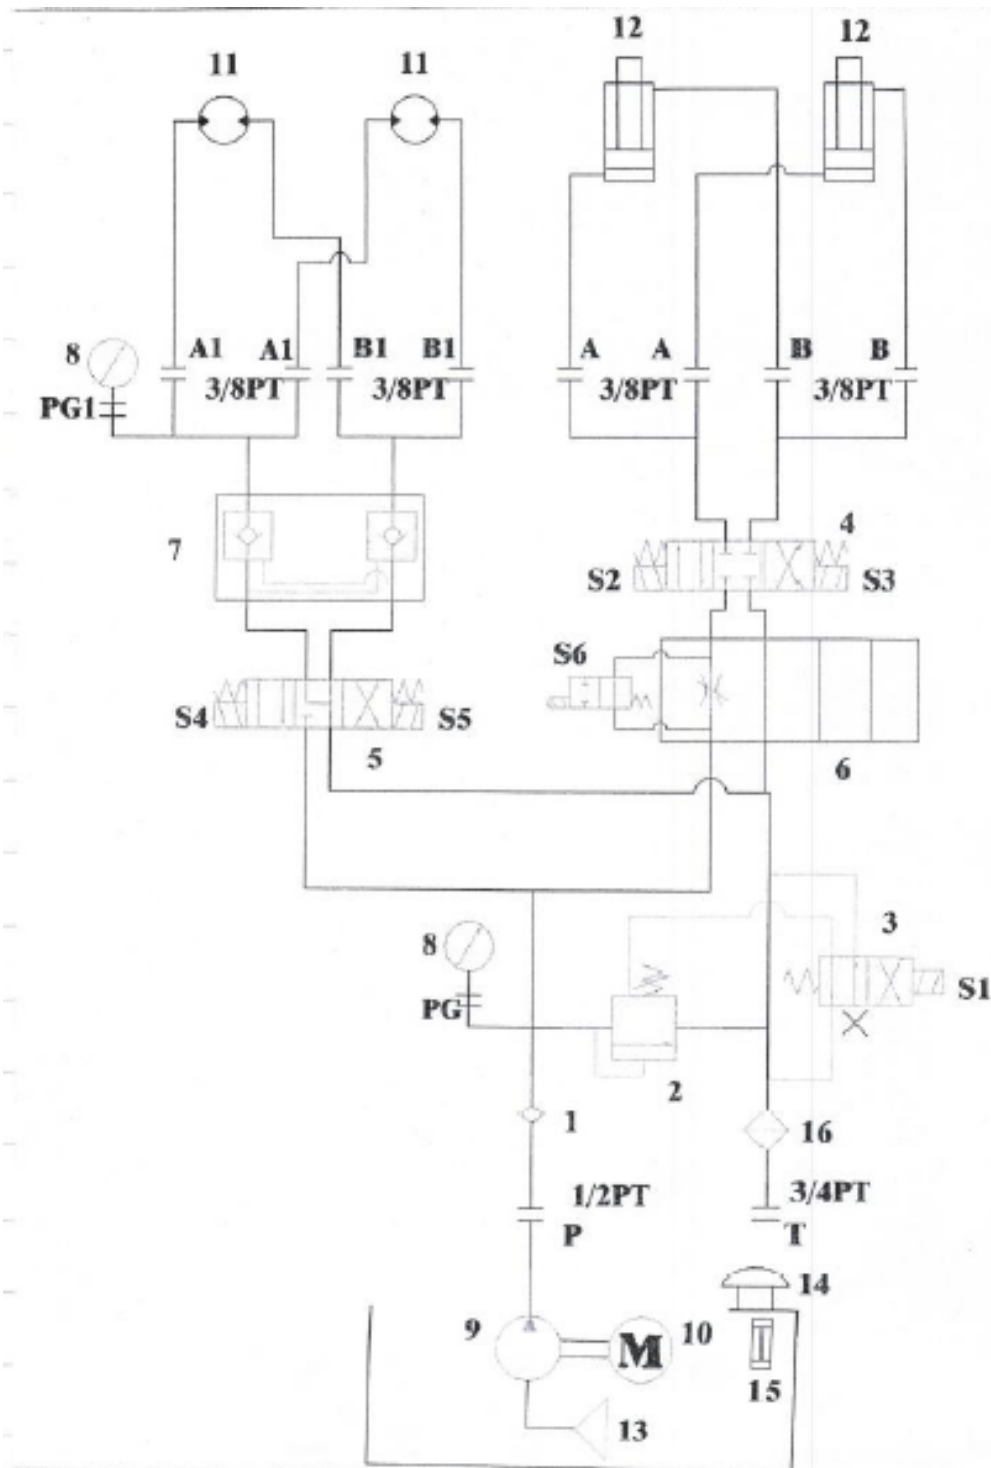 12 12
11 11
8 A1 A1 B1 B1 A A B B
PG1 3/8PT 3/8PT 3/8PT 3/8PT
7 4
S2 S3
S6
S4 S5
5 6
8 3
S1
PG
2
1 16
1/2PT 3/4PT
P T
14
9 M 10
15
13